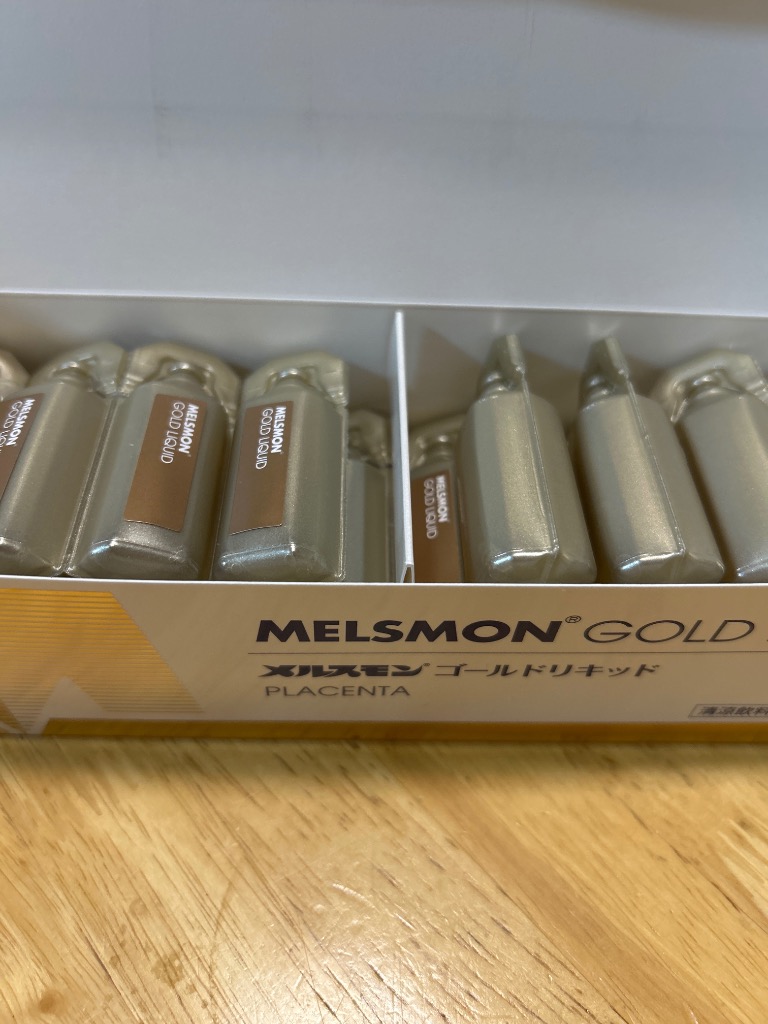 MELSMON
GOLD LIQUID
MELSMON
GOLD LIQUID
MELSMON
GOLD LIQUID
MELSMON
GOLD LIQUID
MELSMON® GOLD
メルスモン® ゴールドリキッド
PLACENTA
清涼飲料